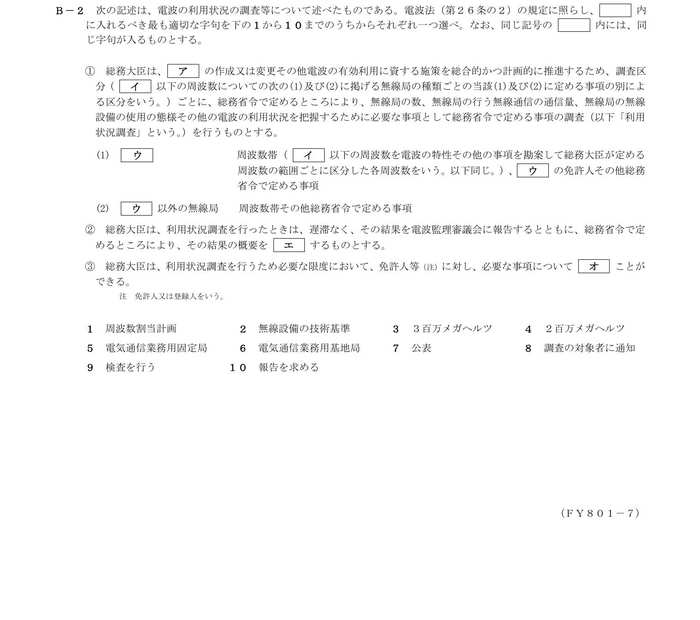 Ｂ－２　次の記述は、電波の利用状況の調査等について述べたものである。電波法（第２６条の２）の規定に照らし、　　　内
に入れるべき最も適切な字句を下の１から１０までのうちからそれぞれ一つ選べ。なお、同じ記号の　　　内には、同
じ字句が入るものとする。
①　総務大臣は、　ア　の作成又は変更その他電波の有効利用に資する施策を総合的かつ計画的に推進するため、調査区
分（　イ　以下の周波数についての次の(1)及び(2)に掲げる無線局の種類ごとの当該(1)及び(2)に定める事項の別によ
る区分をいう。）ごとに、総務省令で定めるところにより、無線局の数、無線局の行う無線通信の通信量、無線局の無線
設備の使用の態様その他の電波の利用状況を把握するために必要な事項として総務省令で定める事項の調査（以下「利用
状況調査」という。）を行うものとする。
(1)　ウ　　周波数帯（　イ　以下の周波数を電波の特性その他の事項を勘案して総務大臣が定める
周波数の範囲ごとに区分した各周波数をいう。以下同じ。）、　ウ　の免許人その他総務
省令で定める事項
(2)　ウ　以外の無線局　　周波数帯その他総務省令で定める事項
②　総務大臣は、利用状況調査を行ったときは、遅滞なく、その結果を電波監理審議会に報告するとともに、総務省令で定
めるところにより、その結果の概要を　エ　するものとする。
③　総務大臣は、利用状況調査を行うため必要な限度において、免許人等（注）に対し、必要な事項について　オ　ことが
できる。
注　免許人又は登録人をいう。
１　周波数割当計画　　２　無線設備の技術基準　　３　３百万メガヘルツ　　４　２百万メガヘルツ
５　電気通信業務用固定局　　６　電気通信業務用基地局　　７　公表　　８　調査の対象者に通知
９　検査を行う　　１０　報告を求める
（ＦＹ８０１－７）